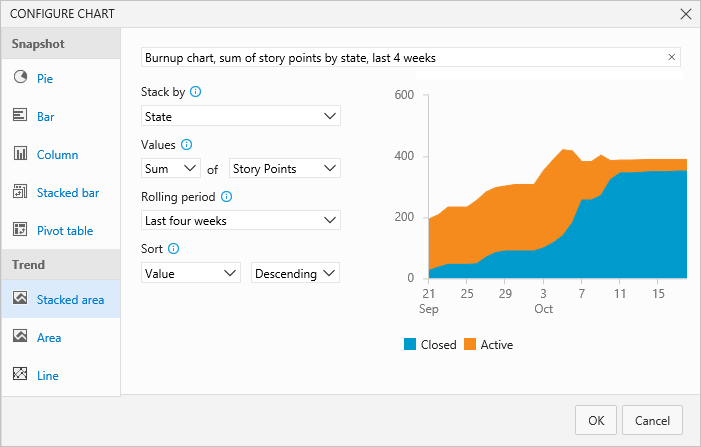 CONFIGURE CHART
Snapshot
Pie
Bar
Column
Stacked bar
Pivot table
Trend
Stacked area
Area
Line
Burnup chart, sum of story points by state, last 4 weeks
Stack by
State
Values
Sum of Story Points
Rolling period
Last four weeks
Sort
Value Descending
600
400
200
0
21 25 29 3 7 11 15
Sep Oct
Closed Active
OK Cancel